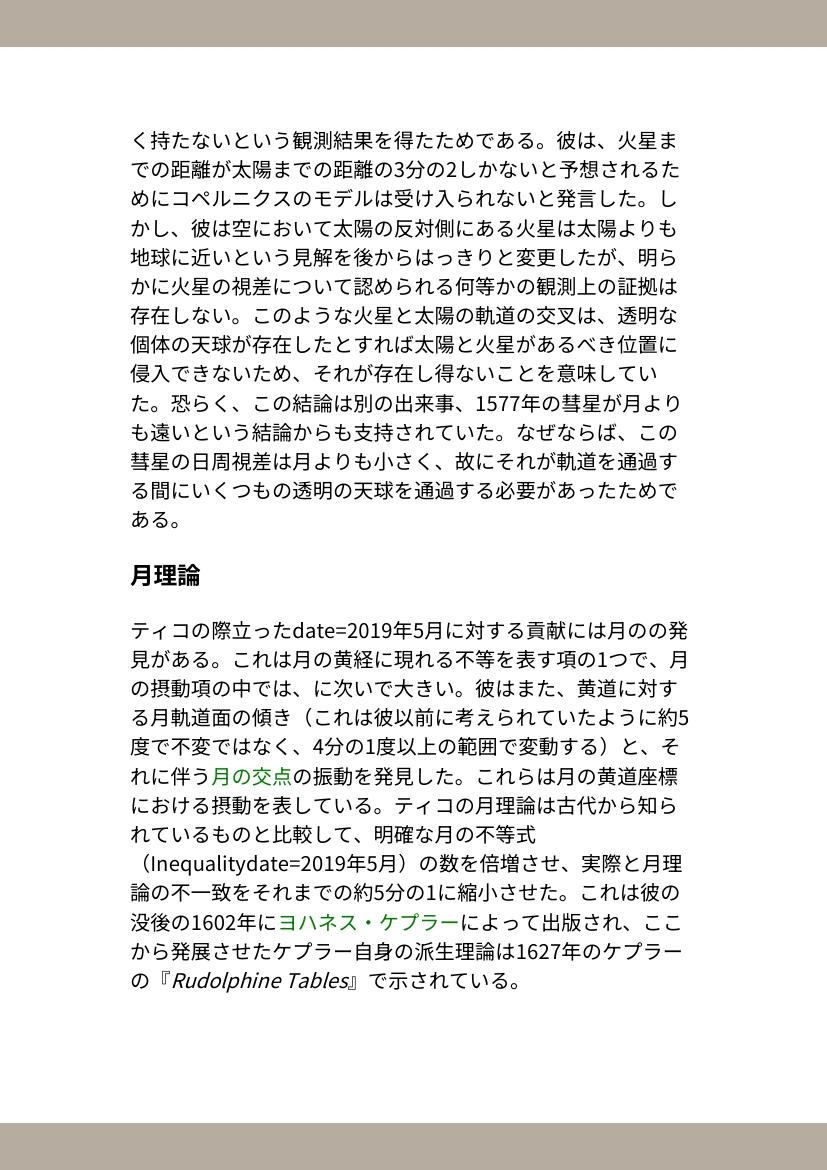 く持たないという観測結果を得たためである。彼は、火星ま
での距離が太陽までの距離の3分の2しかないと予想されるた
めにコペルニクスのモデルは受け入られないと発言した。し
かし、彼は空において太陽の反対側にある火星は太陽よりも
地球に近いという見解を後からはっきりと変更したが、明ら
かに火星の視差について認められる何等かの観測上の証拠は
存在しない。このような火星と太陽の軌道の交叉は、透明な
個体の天球が存在したとすれば太陽と火星があるべき位置に
侵入できないため、それが存在し得ないことを意味してい
た。恐らく、この結論は別の出来事、1577年の彗星が月より
も遠いという結論からも支持されていた。なぜならば、この
彗星の日周視差は月よりも小さく、故にそれが軌道を通過す
る間にいくつもの透明の天球を通過する必要があったためで
ある。
月理論
ティコの際立ったdate=2019年5月に対する貢献には月のの発
見がある。これは月の黄経に現れる不等を表す項の1つで、月
の摂動項の中では、に次いで大きい。彼はまた、黄道に対す
る月軌道面の傾き（これは彼以前に考えられていたように約5
度で不変ではなく、4分の1度以上の範囲で変動する）と、そ
れに伴う月の交点の振動を発見した。これらは月の黄道座標
における摂動を表している。ティコの月理論は古代から知ら
れているものと比較して、明確な月の不等式
（Inequalitydate=2019年5月）の数を倍増させ、実際と月理
論の不一致をそれまでの約5分の1に縮小させた。これは彼の
没後の1602年にヨハネス・ケプラーによって出版され、ここ
から発展させたケプラー自身の派生理論は1627年のケプラー
の『Rudolphine Tables』で示されている。